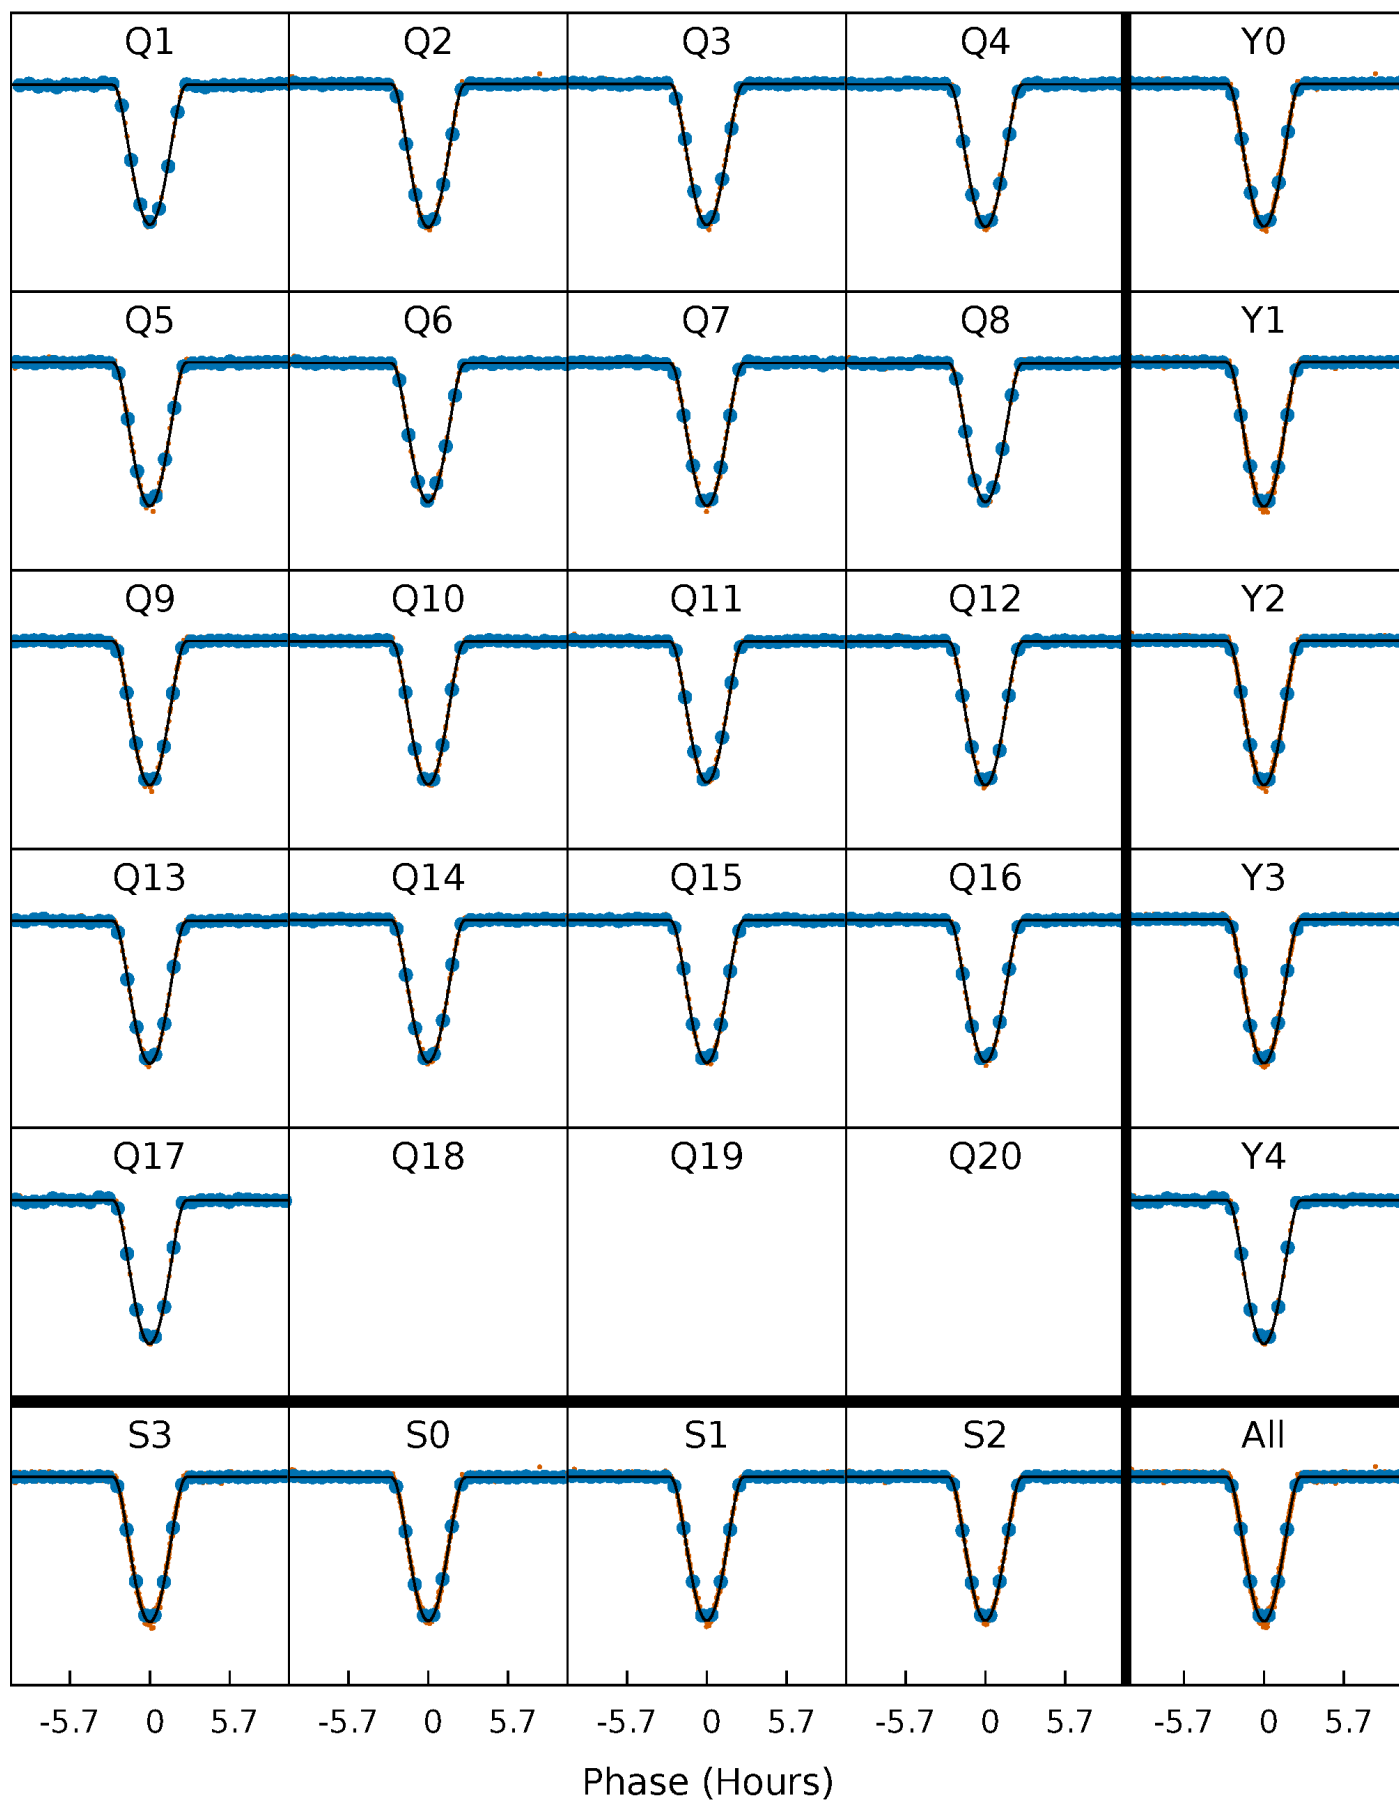 Q1 Q2 Q3 Q4 Y0
Q5 Q6 Q7 Q8 Y1
Q9 Q10 Q11 Q12 Y2
Q13 Q14 Q15 Q16 Y3
Q17 Q18 Q19 Q20 Y4
S3 S0 S1 S2 All
-5.7 0 5.7 -5.7 0 5.7 -5.7 0 5.7 -5.7 0 5.7 -5.7 0 5.7
Phase (Hours)